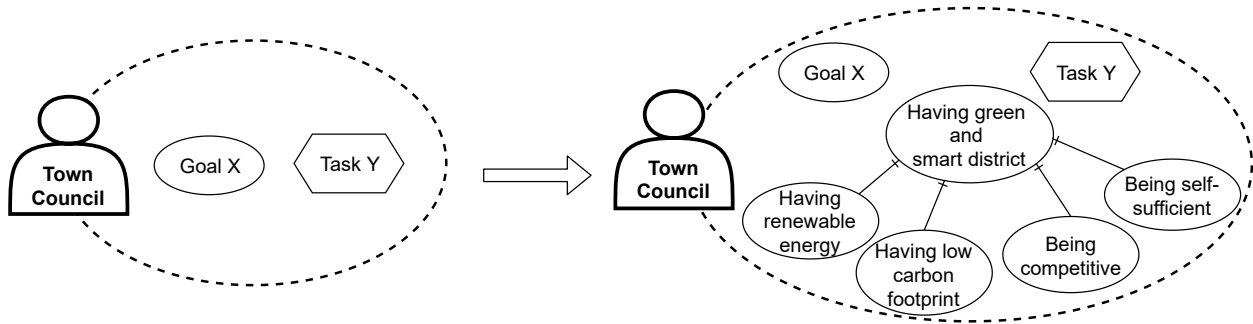 Town
Council
Goal X
Task Y
Town
Council
Goal X
Task Y
Having green
and
smart district
Having
renewable
energy
Having low
carbon
footprint
Being
competitive
Being self-
sufficient